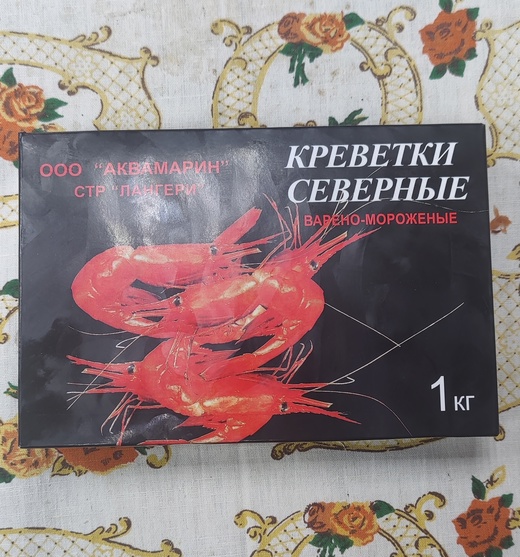 ООО "АКВАМАРИН"
СТР "ЛАНГЕРИ"
КРЕВЕТКИ
СЕВЕРНЫЕ
ВАРЕНО-МОРОЖЕНЫЕ
1 кг